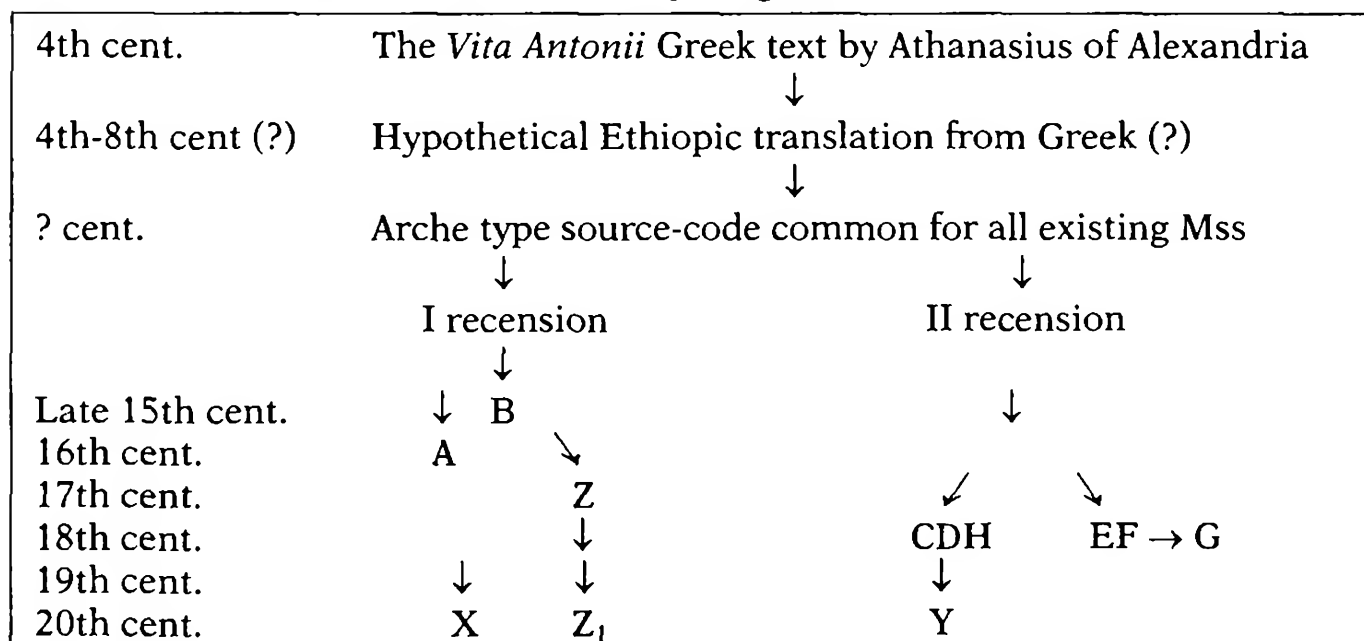 4th cent. The Vita Antonii Greek text by Athanasius of Alexandria
↓
4th-8th cent (?) Hypothetical Ethiopic translation from Greek (?)
↓
? cent. Arche type source-code common for all existing Mss
↓ ↓
I recension II recension
↓
Late 15th cent. ↓ B ↓
16th cent. A ↘
17th cent. Z ↙ ↘
18th cent. ↓ CDH EF → G
19th cent. ↓ ↓ ↓
20th cent. X Z₁ Y